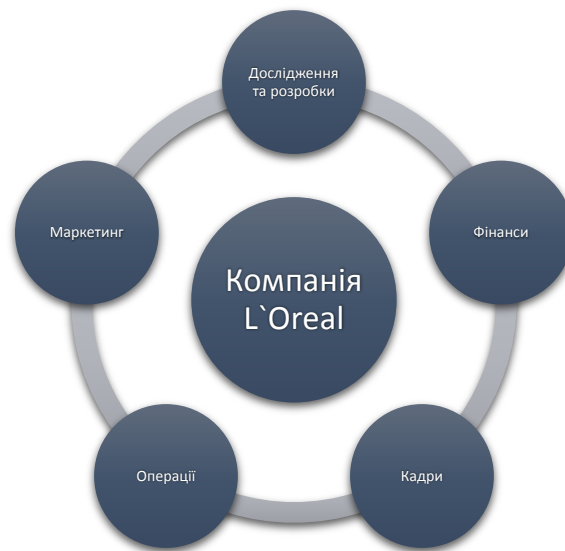 Дослідження
та розробки
Маркетинг
Фінанси
Компанія
L`Oreal
Операції
Кадри